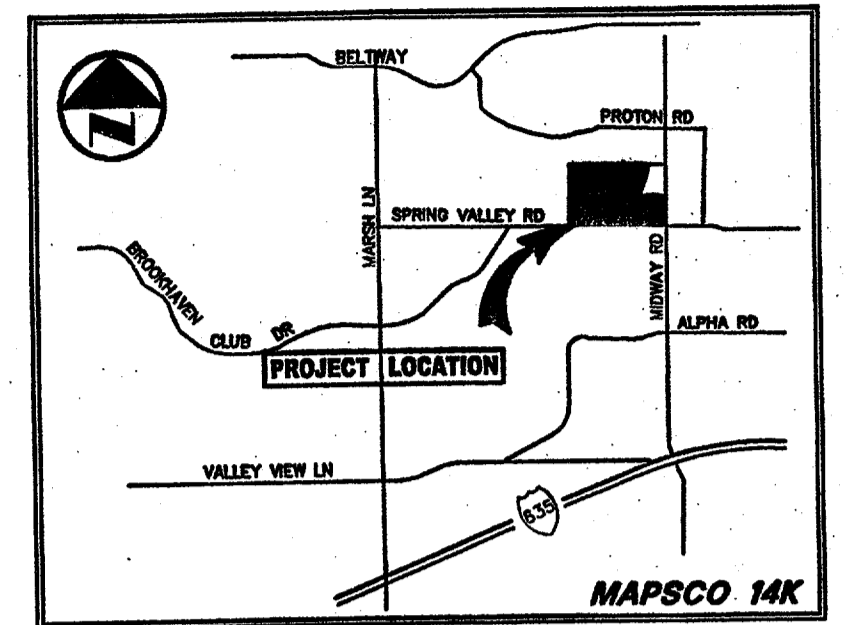 BELTWAY
PROTON RD
MARSH LN
SPRING VALLEY RD
MIDWAY RD
BROOKHAVEN
CLUB DR
ALPHA RD
PROJECT LOCATION
VALLEY VIEW LN
635
MAPSCO 14K
N